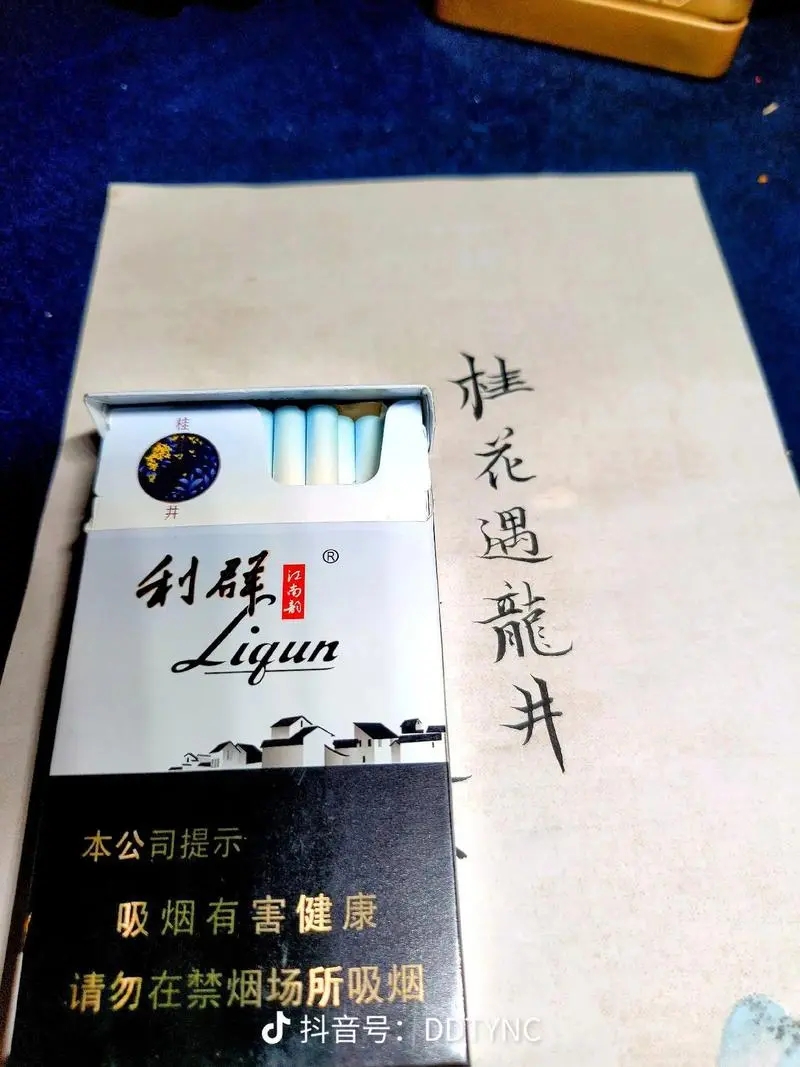 桂
井
利群
江南韵
®
Liqun
本公司提示
吸烟有害健康
请勿在禁烟场所吸烟
桂花遇龍井
抖音号：DDTYNC